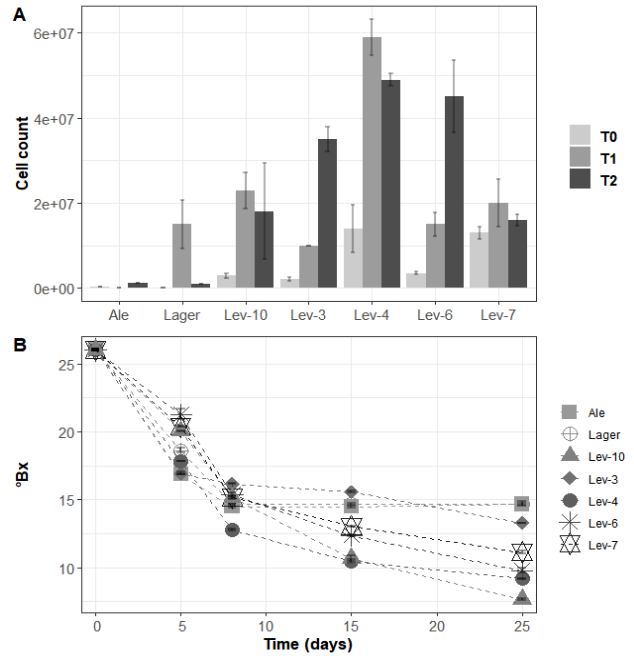 A
Cell count
6e+07
4e+07
2e+07
0e+00
Ale Lager Lev-10 Lev-3 Lev-4 Lev-6 Lev-7
T0
T1
T2
B
°Bx
25
20
15
10
0 5 10 15 20 25
Time (days)
Ale
Lager
Lev-10
Lev-3
Lev-4
Lev-6
Lev-7